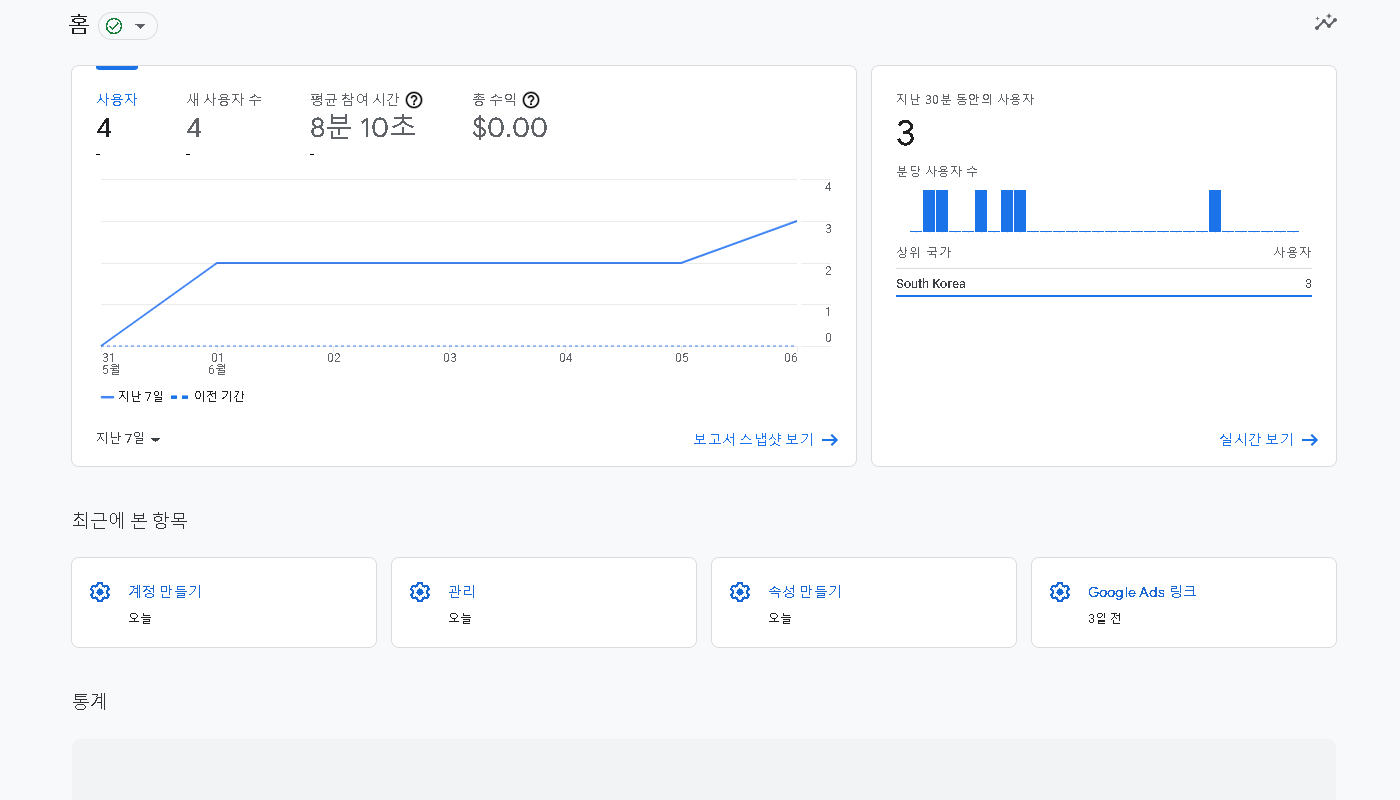 홈
사용자 새 사용자 수 평균 참여 시간 총 수익
4 4 8분 10초 $0.00
- - -
4
3
2
1
0
31 01 02 03 04 05 06
5월 6월
지난 7일 이전 기간
지난 7일 보고서 스냅샷 보기
지난 30분 동안의 사용자
3
분당 사용자 수
상위 국가 사용자
South Korea 3
실시간 보기
최근에 본 항목
계정 만들기
오늘
관리
오늘
속성 만들기
오늘
Google Ads 링크
3일 전
통계